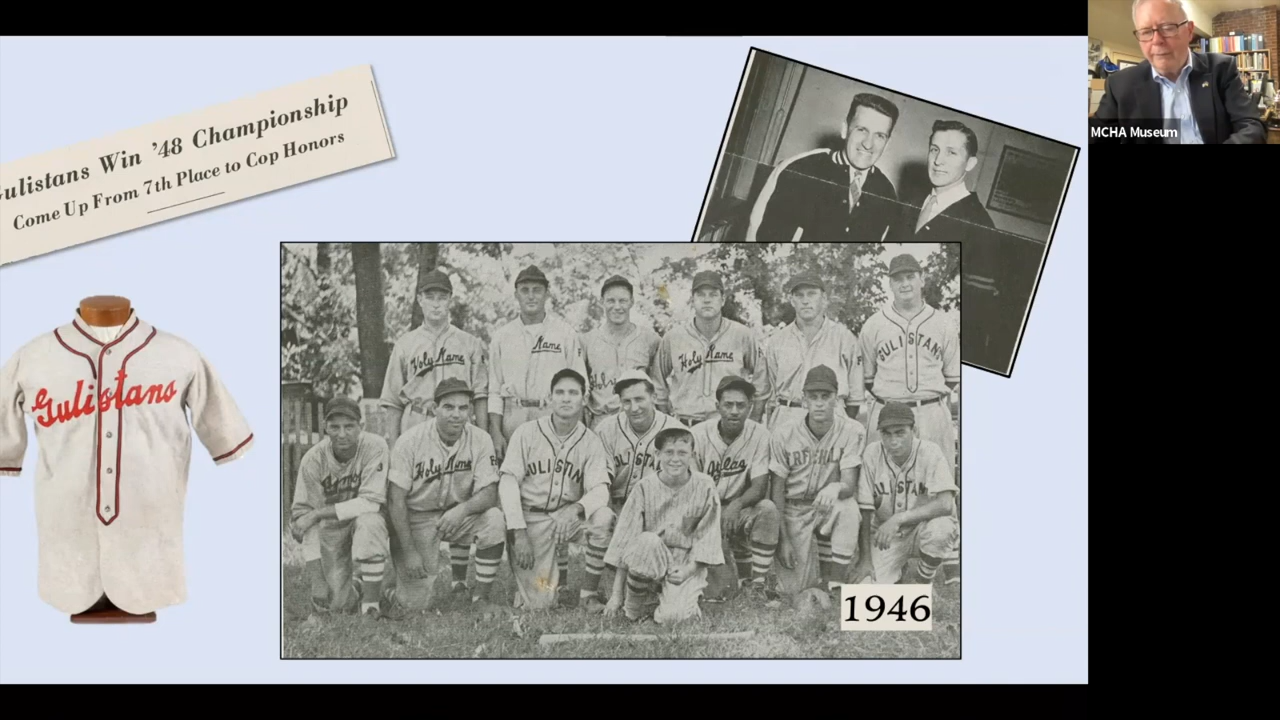 ulistans Win '48 Championship
Come Up From 7th Place to Cop Honors
MCHA Museum
Gulistans
Holy Name
Name
Holy Name
GULISTAN
Holy Name
GULISTAN
1946